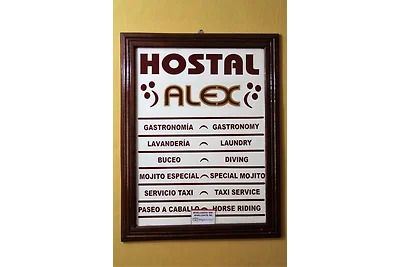 HOSTAL
ALEX
GASTRONOMÍA GASTRONOMY
LAVANDERÍA LAUNDRY
BUCEO DIVING
MOJITO ESPECIAL SPECIAL MOJITO
SERVICIO TAXI TAXI SERVICE
PASEO A CABALLO HORSE RIDING